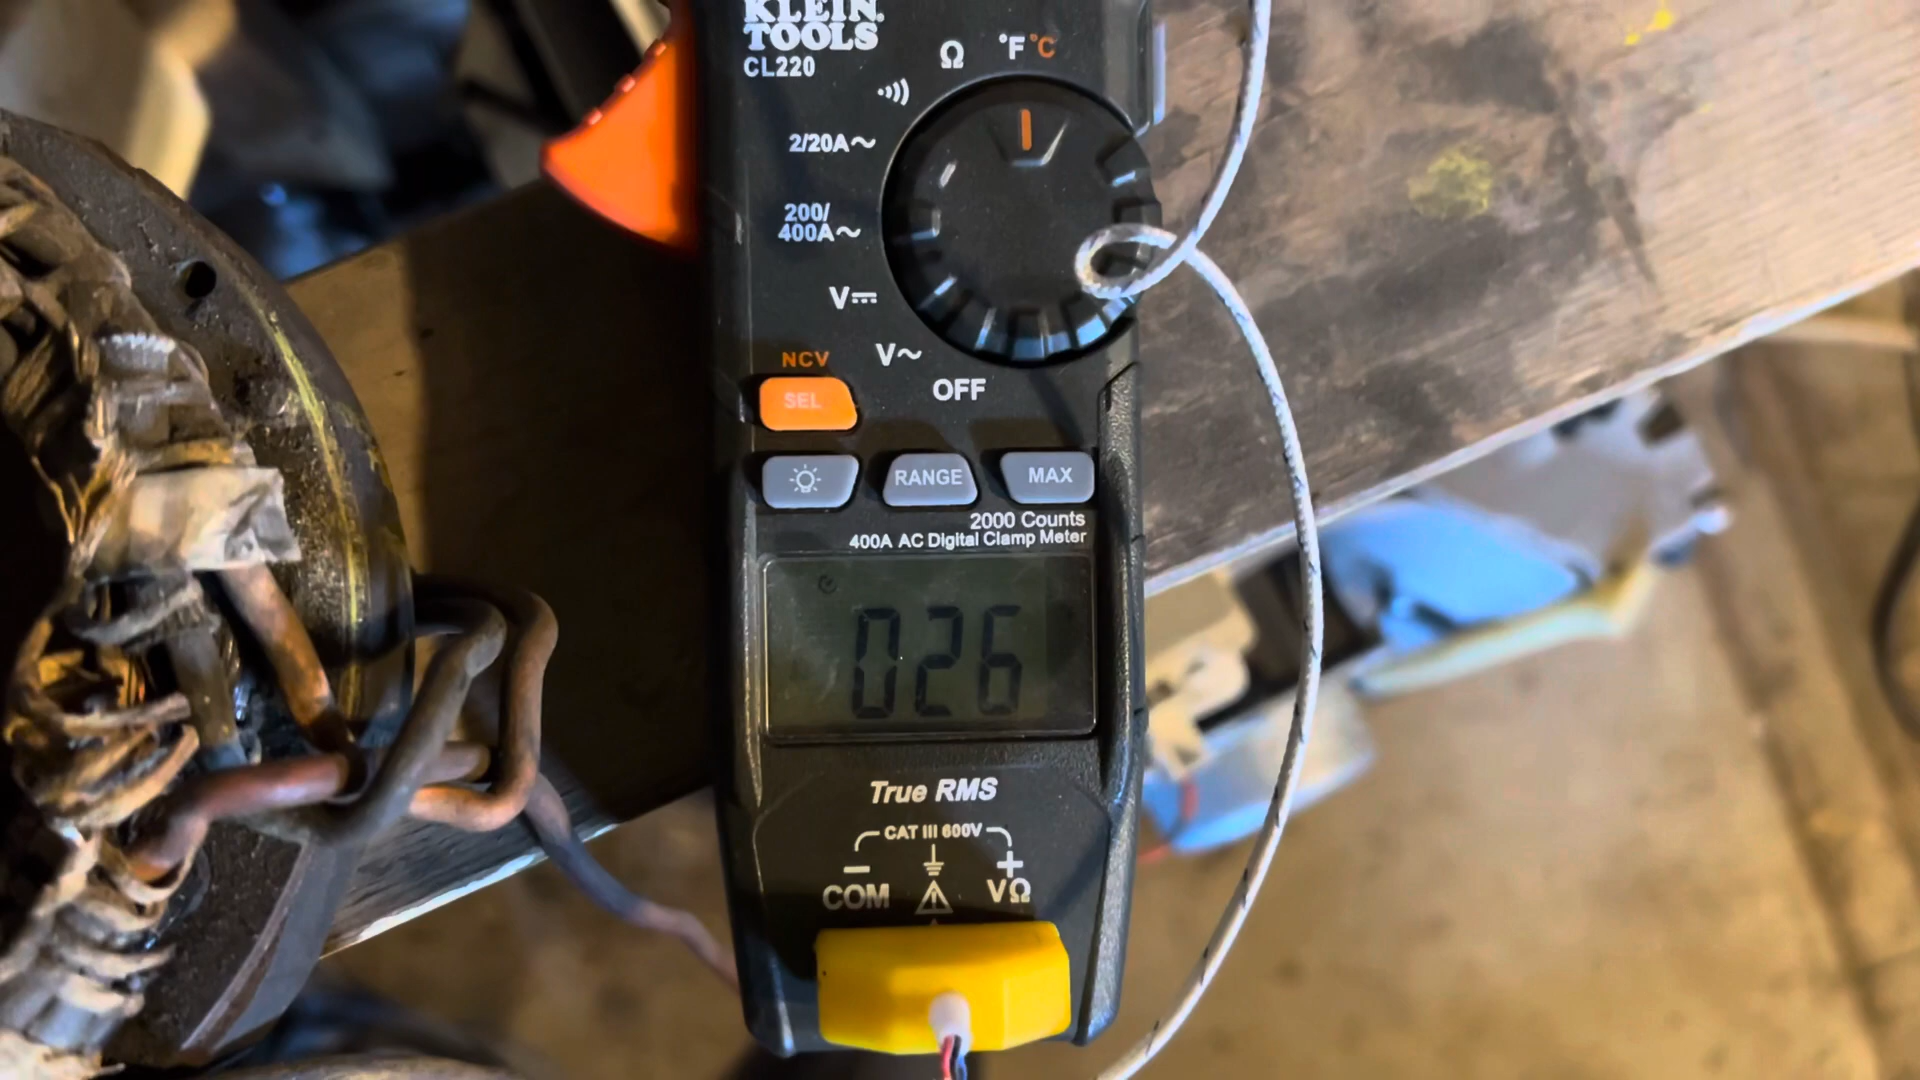 KLEIN
TOOLS
CL220
Ω
°F °C
2/20A~
200/
400A~
V⎓
V~
OFF
NCV
SEL
RANGE
MAX
2000 Counts
400A AC Digital Clamp Meter
026
True RMS
CAT III 600V
− +
COM VΩ